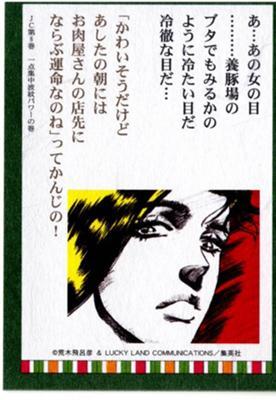 あ…あの女の目
…………養豚場の
ブタでもみるかの
ように冷たい目だ
冷徹な目だ…
「かわいそうだけど
あしたの朝には
お肉屋さんの店先に
ならぶ運命なのね」ってかんじの!
JC第8巻 一点集中波紋パワーの巻
©荒木飛呂彦 & LUCKY LAND COMMUNICATIONS/集英社